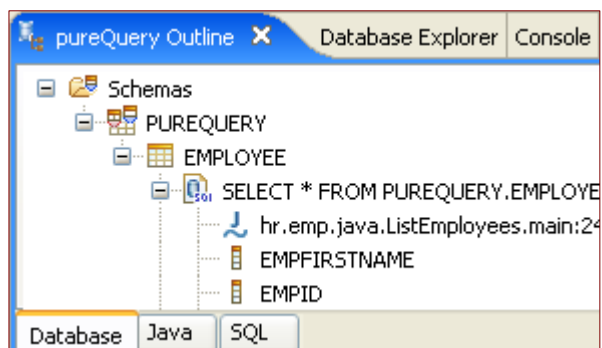 pureQuery Outline Database Explorer Console
Schemas
PUREQUERY
EMPLOYEE
SQL SELECT * FROM PUREQUERY.EMPLOYE
hr.emp.java.ListEmployees.main:24
EMPFIRSTNAME
EMPID
Database Java SQL